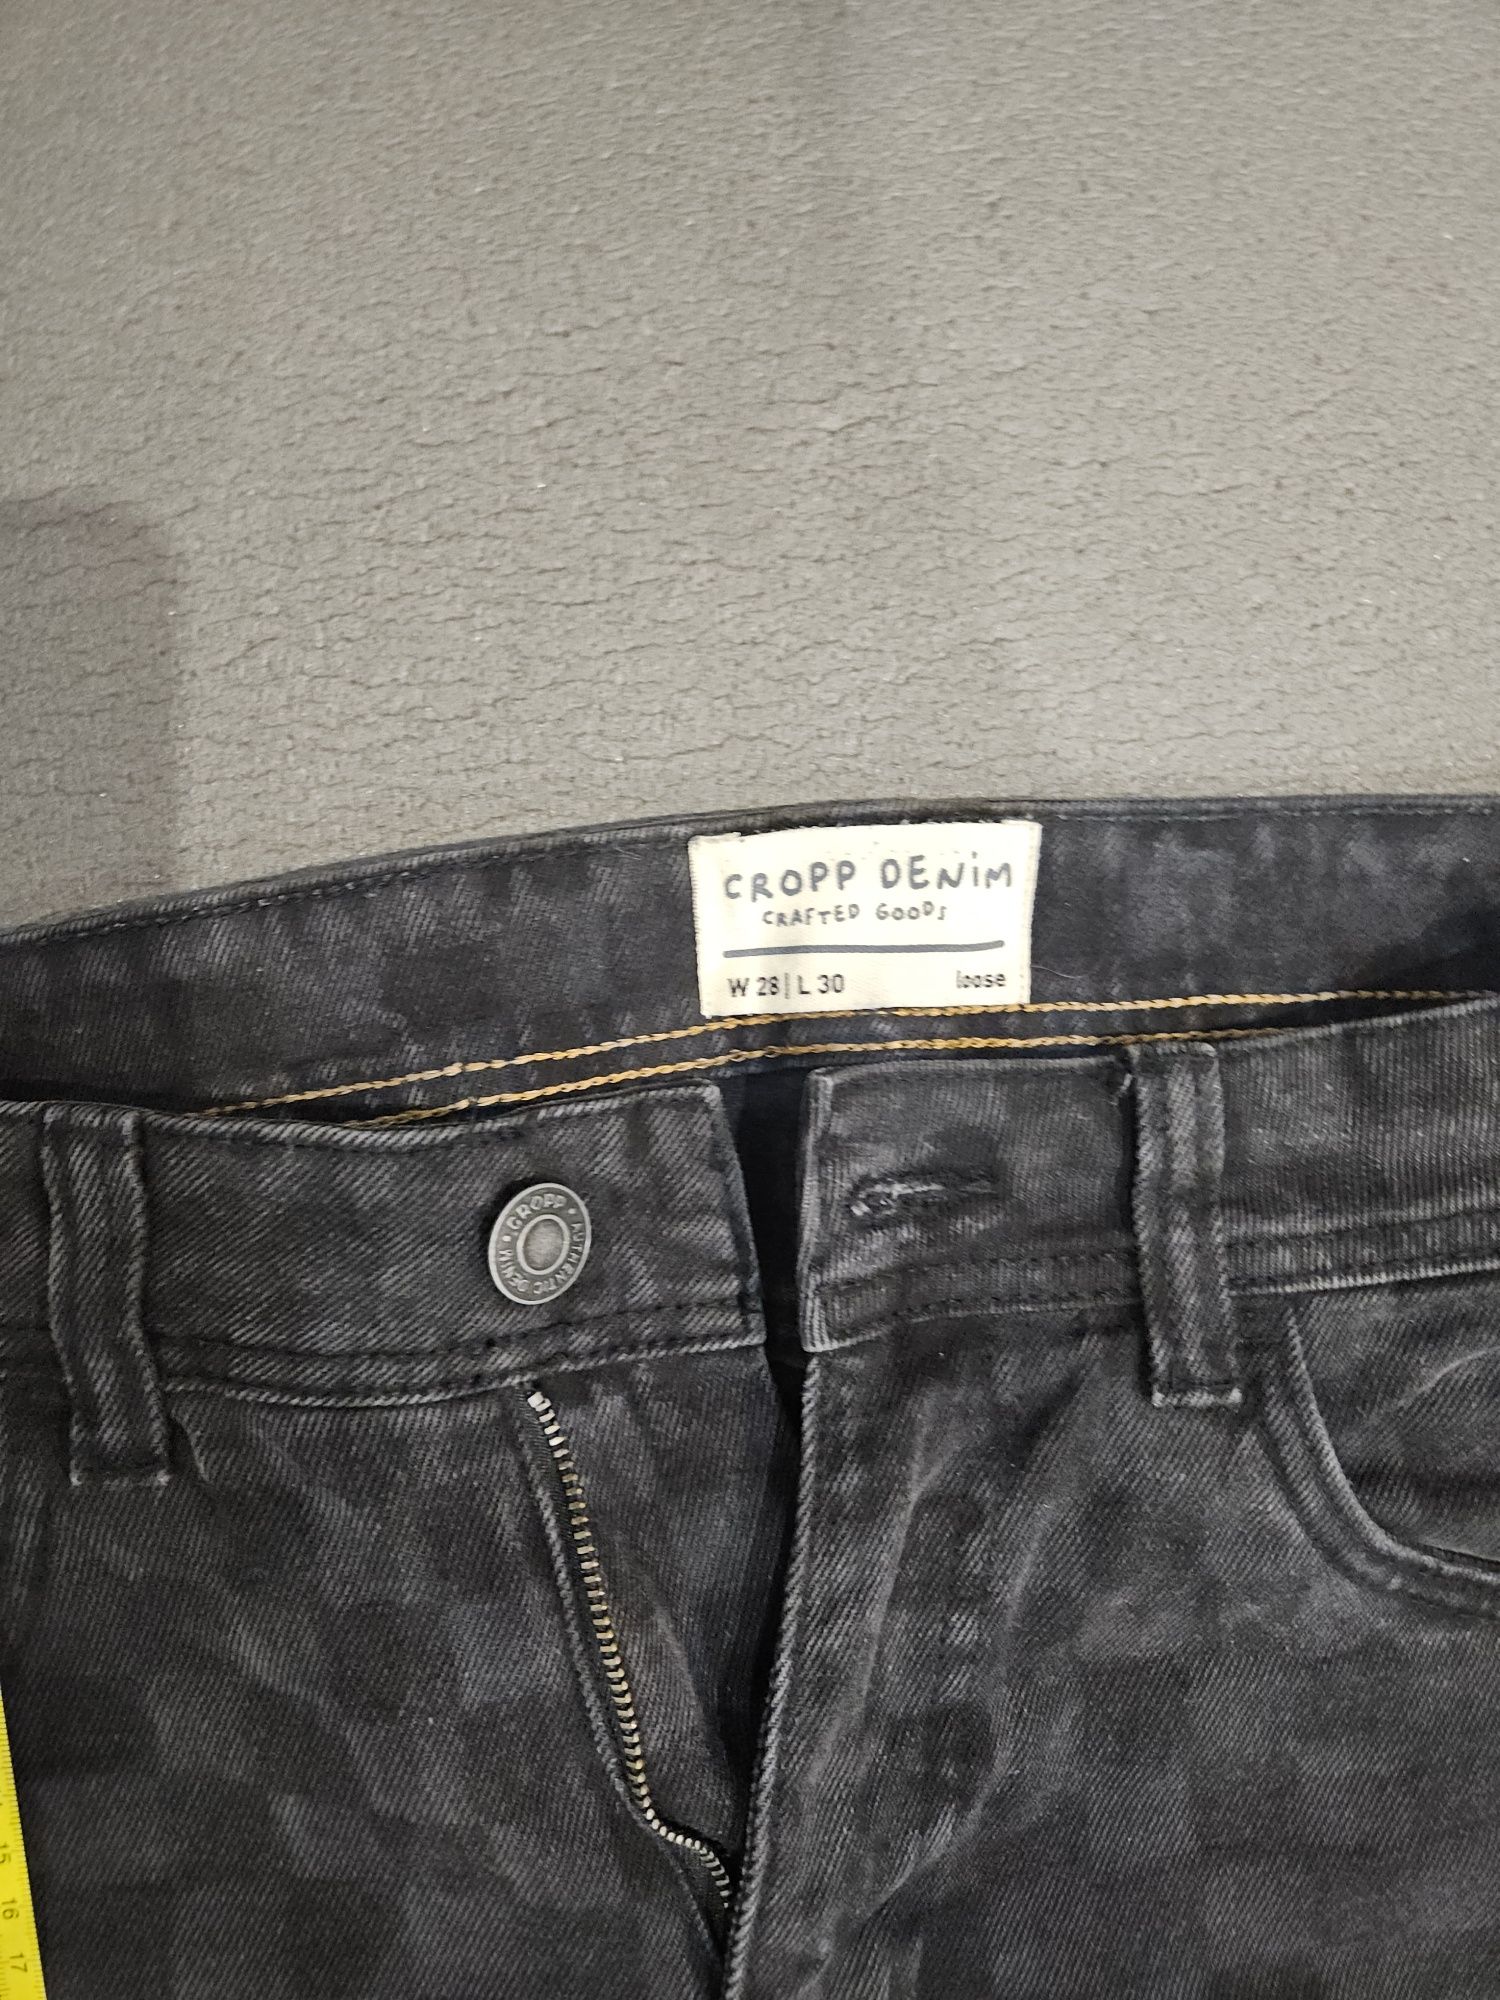 CROPP DENiM
CRAFTED GOODs
W 28 | L 30 loose
CROPP • AUTHENTIC DENIM •
15
16
17